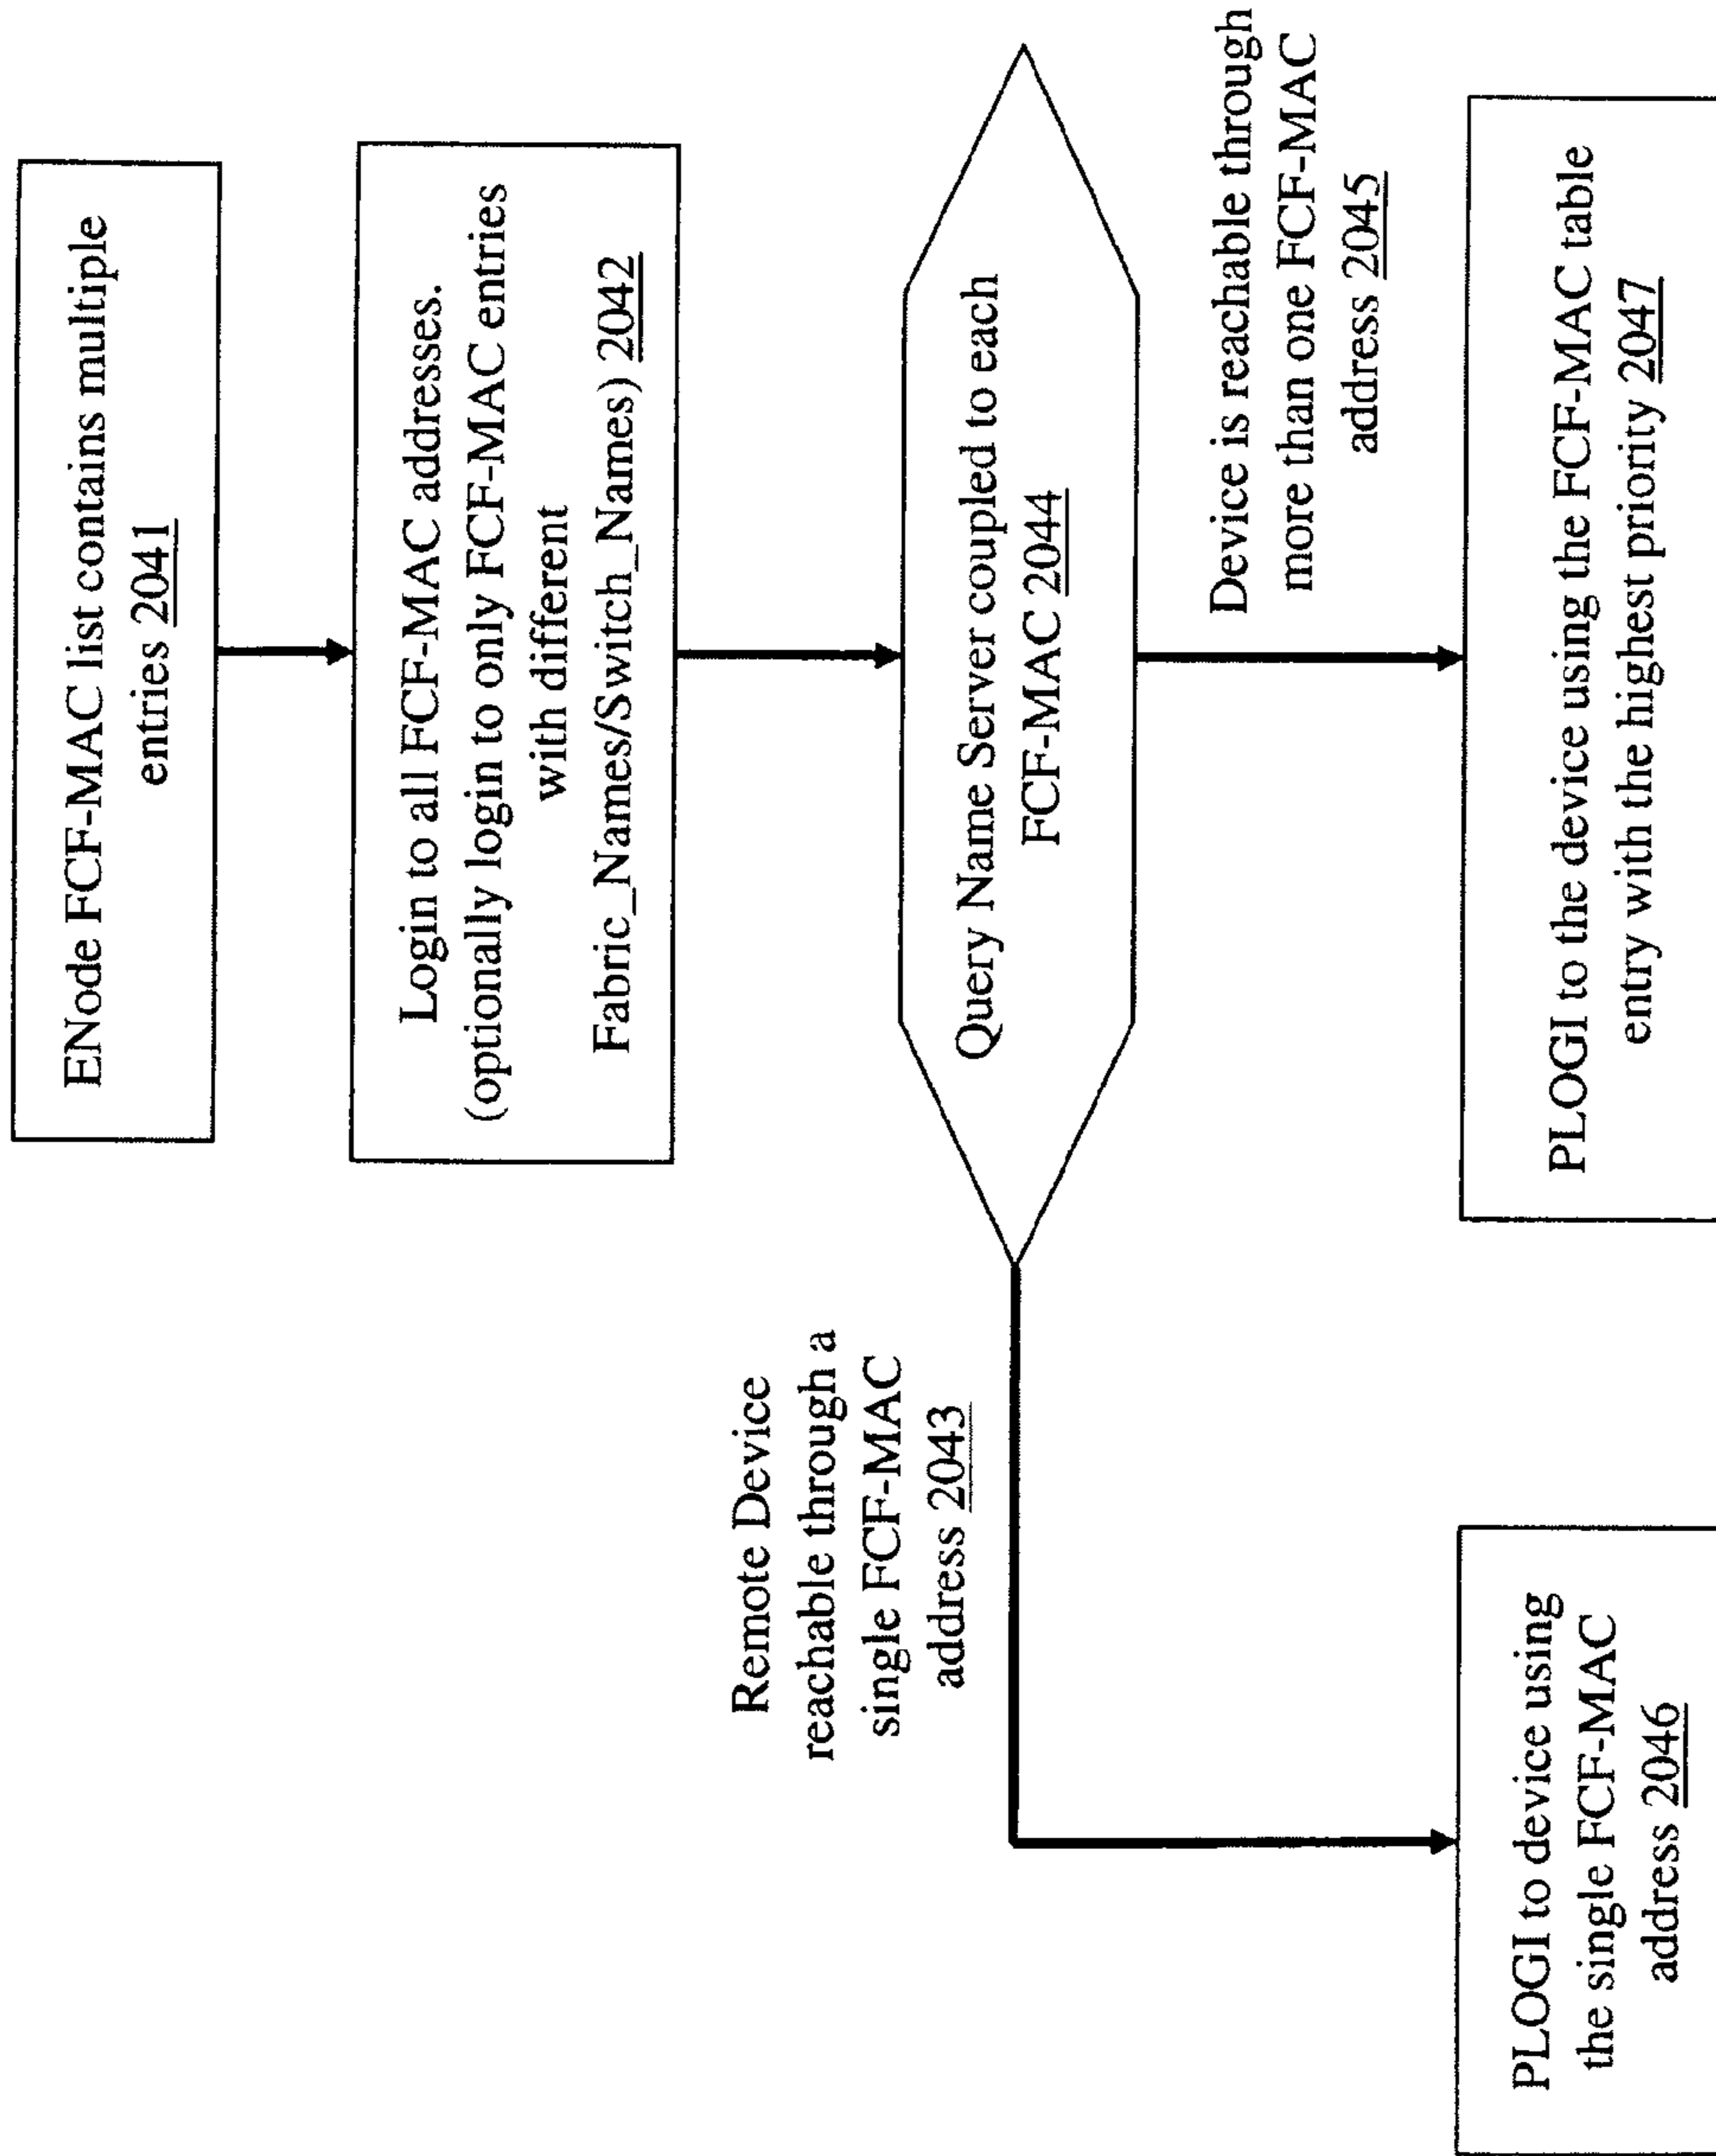 ENode FCF-MAC list contains multiple
entries 2041
Login to all FCF-MAC addresses.
(optionally login to only FCF-MAC entries
with different
Fabric_Names/Switch_Names) 2042
Query Name Server coupled to each
FCF-MAC 2044
Remote Device
reachable through a
single FCF-MAC
address 2043
Device is reachable through
more than one FCF-MAC
address 2045
PLOGI to device using
the single FCF-MAC
address 2046
PLOGI to the device using the FCF-MAC table
entry with the highest priority 2047